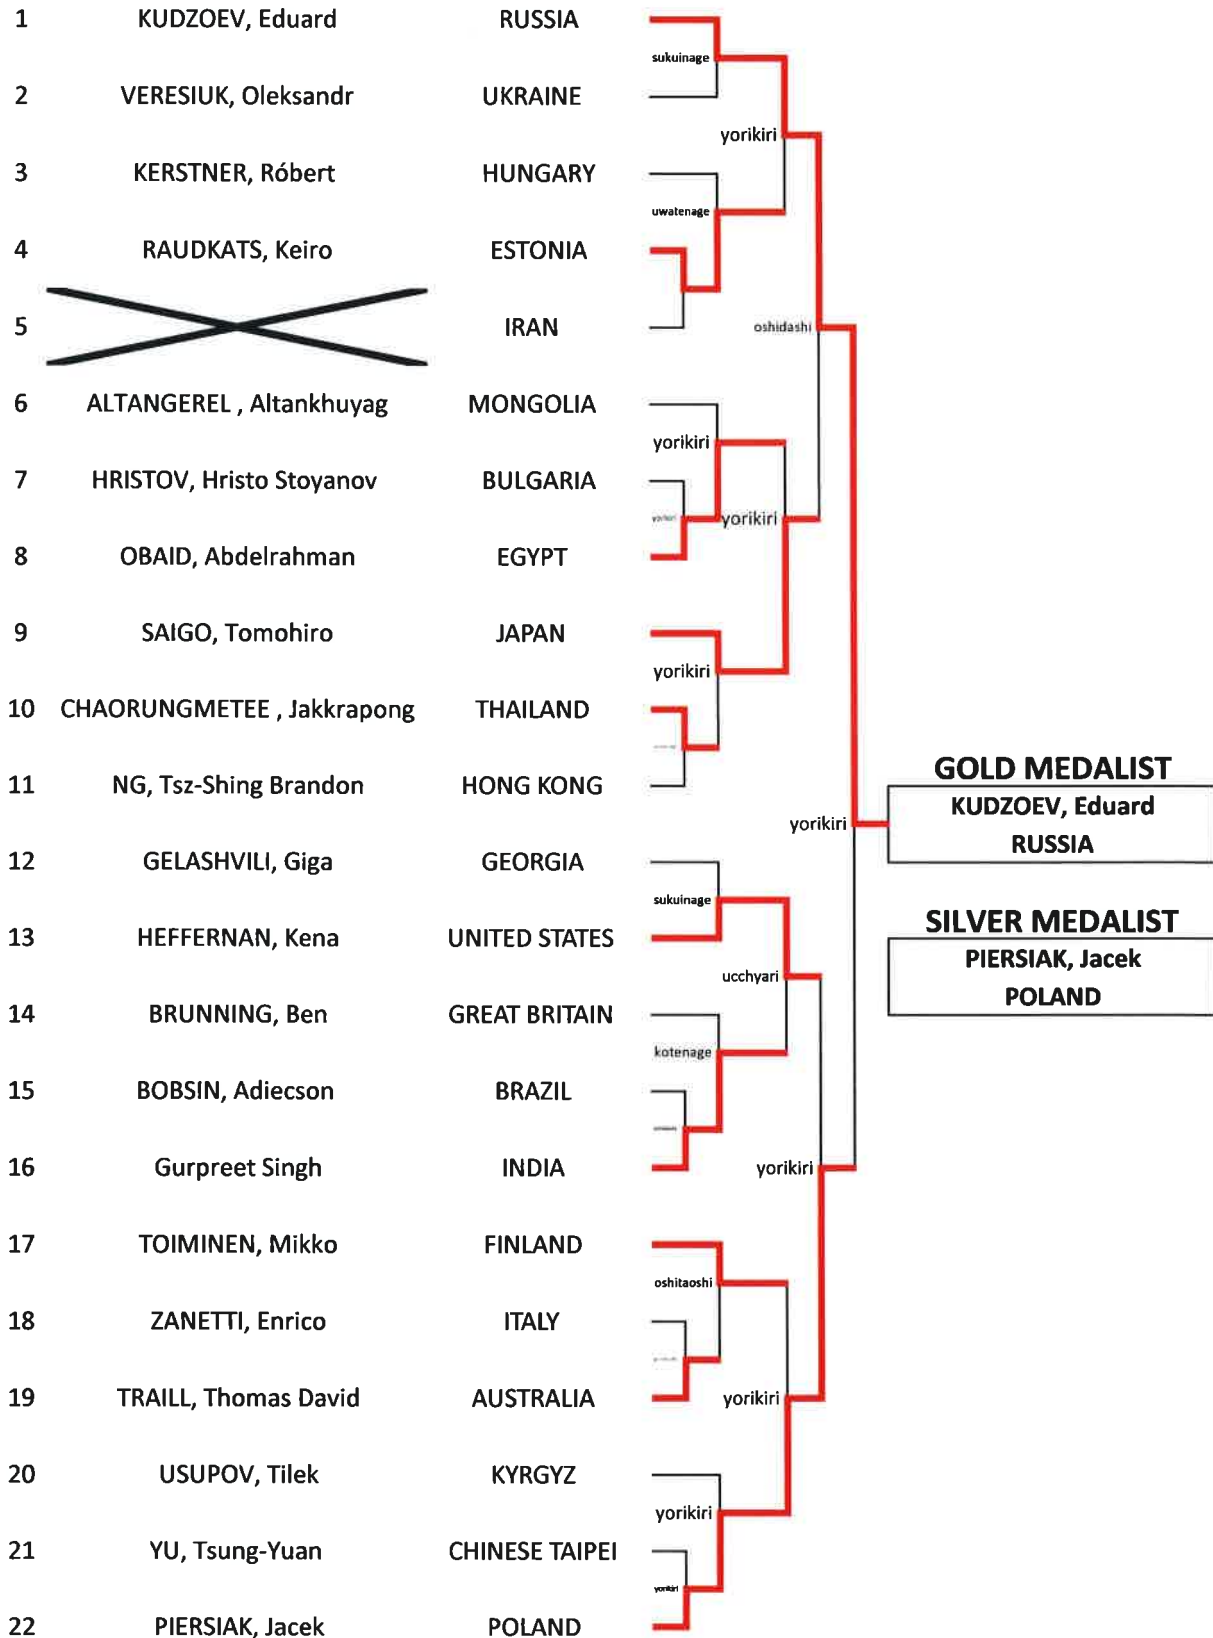 1 KUDZOEV, Eduard RUSSIA
sukuinage
2 VERESIUK, Oleksandr UKRAINE
yorikiri
3 KERSTNER, Róbert HUNGARY
uwatenage
4 RAUDKATS, Keiro ESTONIA
5 IRAN oshidashi
6 ALTANGEREL , Altankhuyag MONGOLIA
yorikiri
7 HRISTOV, Hristo Stoyanov BULGARIA
yorikiri
8 OBAID, Abdelrahman EGYPT
9 SAIGO, Tomohiro JAPAN
yorikiri
10 CHAORUNGMETEE , Jakkrapong THAILAND
GOLD MEDALIST
11 NG, Tsz-Shing Brandon HONG KONG
KUDZOEV, Eduard
yorikiri
RUSSIA
12 GELASHVILI, Giga GEORGIA
sukuinage
SILVER MEDALIST
13 HEFFERNAN, Kena UNITED STATES
PIERSIAK, Jacek
ucchyari
POLAND
14 BRUNNING, Ben GREAT BRITAIN
kotenage
15 BOBSIN, Adiecson BRAZIL
16 Gurpreet Singh INDIA yorikiri
17 TOIMINEN, Mikko FINLAND
oshitaoshi
18 ZANETTI, Enrico ITALY
19 TRAILL, Thomas David AUSTRALIA yorikiri
20 USUPOV, Tilek KYRGYZ
yorikiri
21 YU, Tsung-Yuan CHINESE TAIPEI
yorikiri
22 PIERSIAK, Jacek POLAND